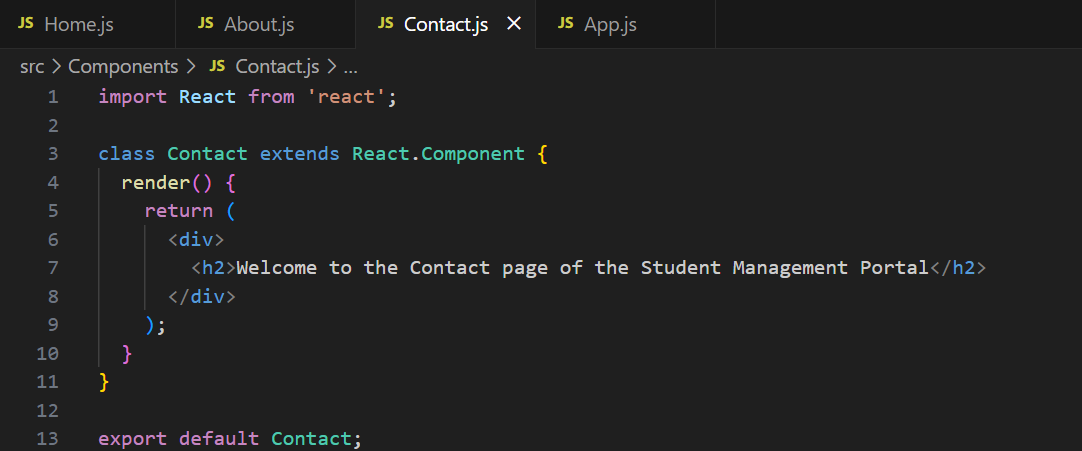 JS Home.js JS About.js JS Contact.js × JS App.js
src > Components > JS Contact.js > ...
1 import React from 'react';
2
3 class Contact extends React.Component {
4   render() {
5     return (
6       <div>
7         <h2>Welcome to the Contact page of the Student Management Portal</h2>
8       </div>
9     );
10   }
11 }
12
13 export default Contact;